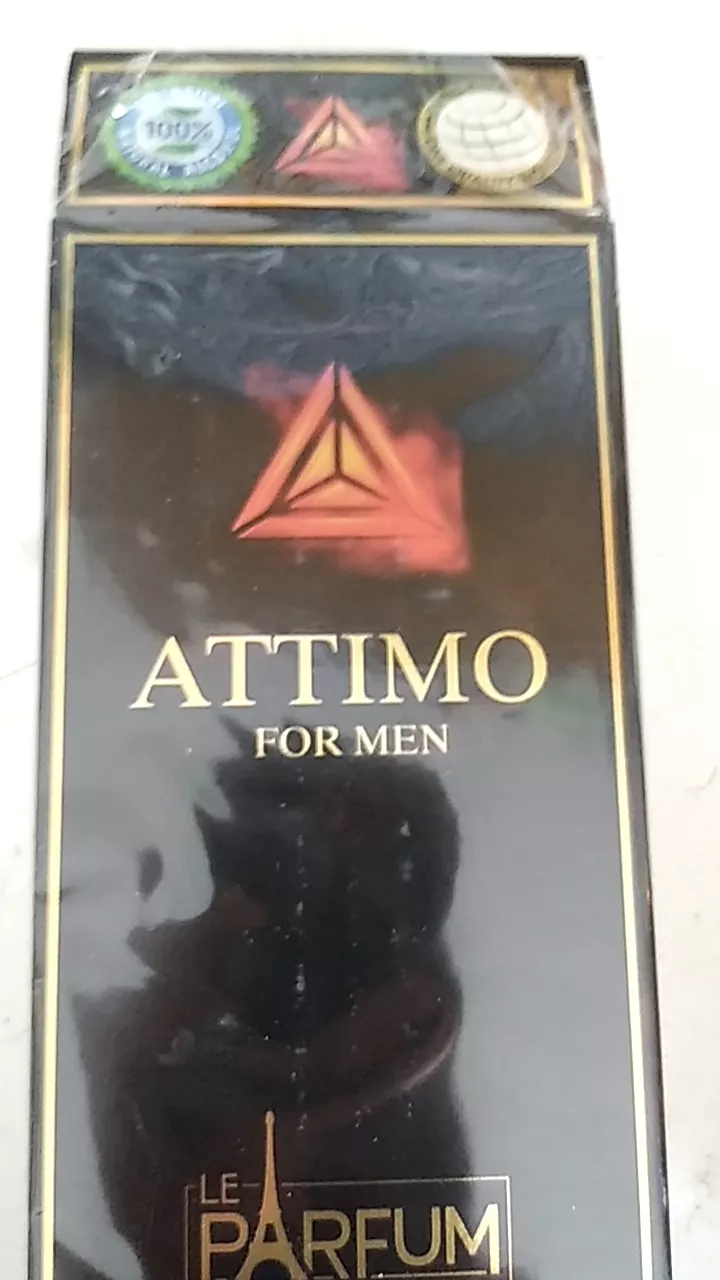 100%
ATTIMO
FOR MEN
LE
PARFUM